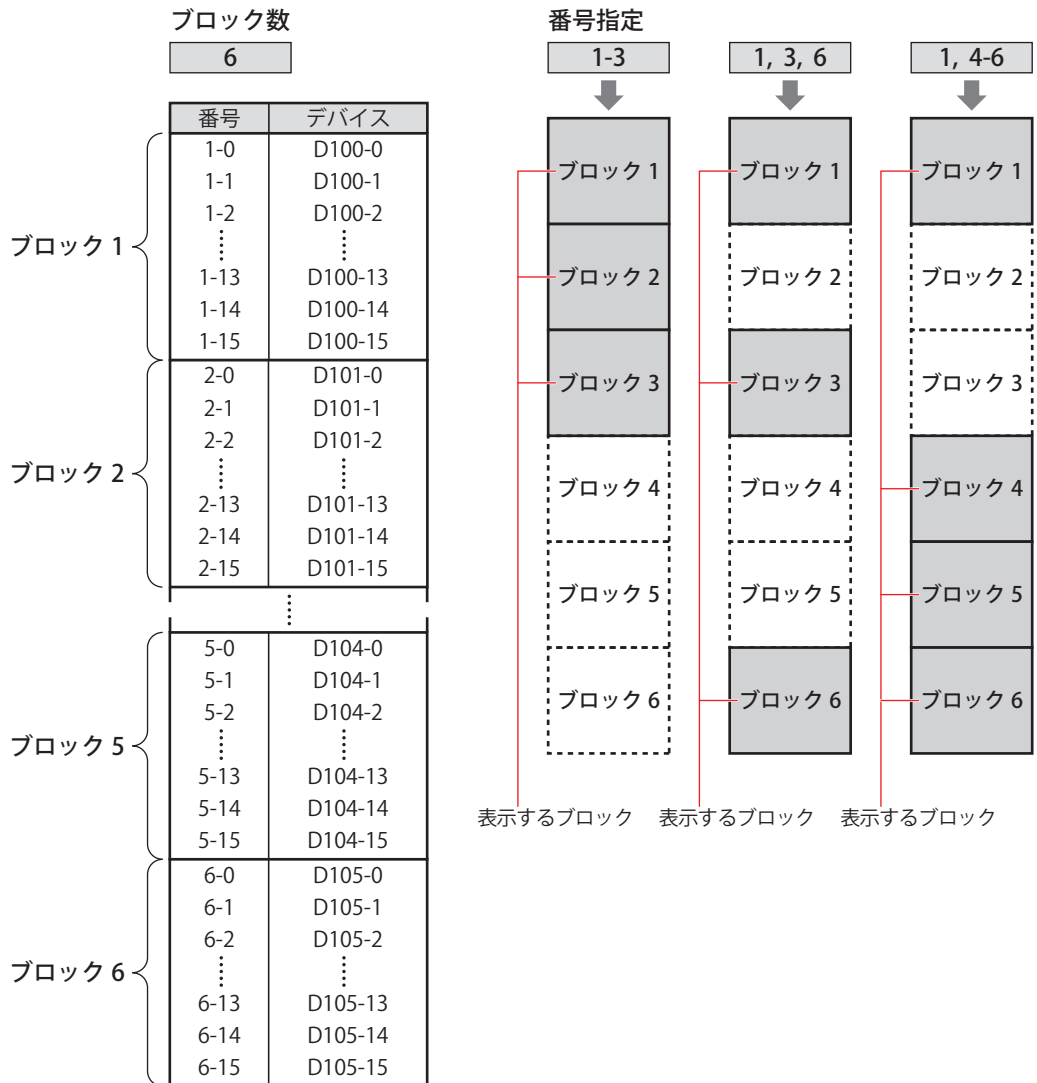 ブロック数
6
番号 デバイス
ブロック 1
1-0 D100-0
1-1 D100-1
1-2 D100-2
1-13 D100-13
1-14 D100-14
1-15 D100-15
ブロック 2
2-0 D101-0
2-1 D101-1
2-2 D101-2
2-13 D101-13
2-14 D101-14
2-15 D101-15
ブロック 5
5-0 D104-0
5-1 D104-1
5-2 D104-2
5-13 D104-13
5-14 D104-14
5-15 D104-15
ブロック 6
6-0 D105-0
6-1 D105-1
6-2 D105-2
6-13 D105-13
6-14 D105-14
6-15 D105-15
番号指定
1-3
ブロック 1
ブロック 2
ブロック 3
ブロック 4
ブロック 5
ブロック 6
表示するブロック
1, 3, 6
ブロック 1
ブロック 2
ブロック 3
ブロック 4
ブロック 5
ブロック 6
表示するブロック
1, 4-6
ブロック 1
ブロック 2
ブロック 3
ブロック 4
ブロック 5
ブロック 6
表示するブロック